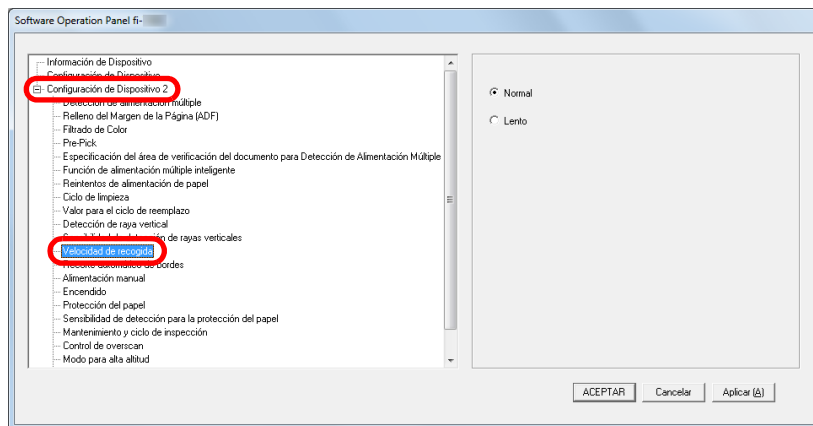 Software Operation Panel fi-
Información de Dispositivo
Configuración de Dispositivo
Configuración de Dispositivo 2
Detección de alimentación múltiple
Relleno del Margen de la Página (ADF)
Filtrado de Color
Pre-Pick
Especificación del área de verificación del documento para Detección de Alimentación Múltiple
Función de alimentación múltiple inteligente
Reintentos de alimentación de papel
Ciclo de limpieza
Valor para el ciclo de reemplazo
Detección de raya vertical
Sensibilidad de detección de rayas verticales
Velocidad de recogida
Recorte automático de bordes
Alimentación manual
Encendido
Protección del papel
Sensibilidad de detección para la protección del papel
Mantenimiento y ciclo de inspección
Control de overscan
Modo para alta altitud
Normal
Lento
ACEPTAR Cancelar Aplicar (A)